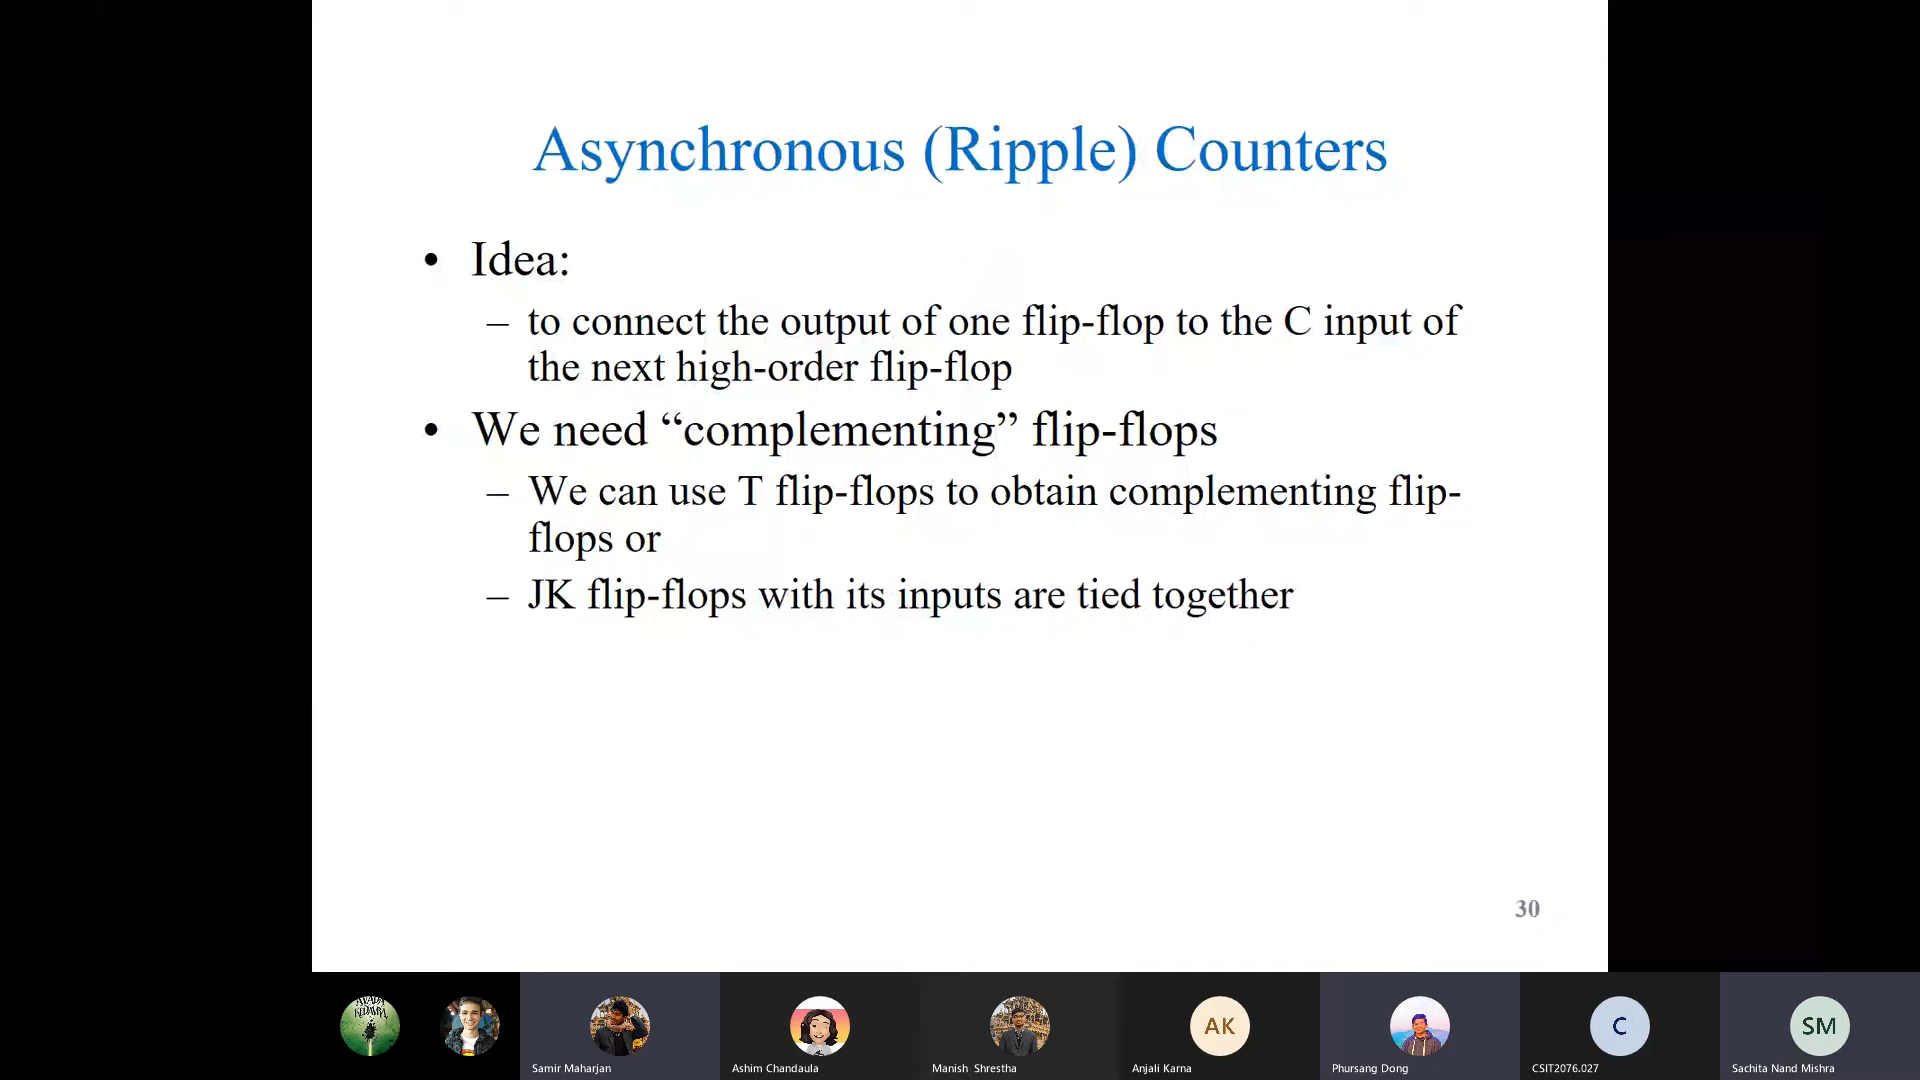 Asynchronous (Ripple) Counters
• Idea:
– to connect the output of one flip-flop to the C input of
the next high-order flip-flop
• We need “complementing” flip-flops
– We can use T flip-flops to obtain complementing flip-
flops or
– JK flip-flops with its inputs are tied together
30
AK
C
SM
Samir Maharjan
Ashim Chandaula
Manish Shrestha
Anjali Karna
Phursang Dong
CSIT2076.027
Sachita Nand Mishra